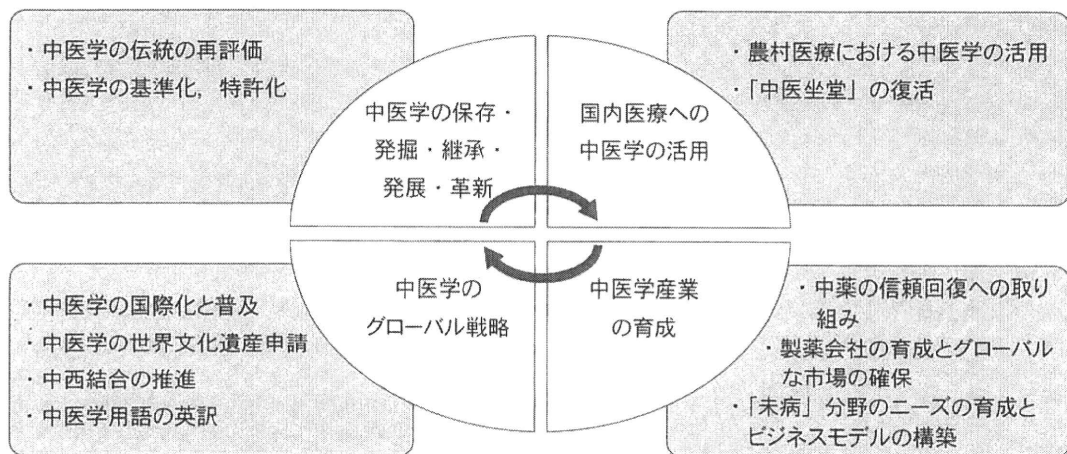 ・中医学の伝統の再評価
・中医学の基準化，特許化
中医学の保存・
発掘・継承・
発展・革新
国内医療への
中医学の活用
・農村医療における中医学の活用
・「中医坐堂」の復活
・中医学の国際化と普及
・中医学の世界文化遺産申請
・中西結合の推進
・中医学用語の英訳
中医学の
グローバル戦略
中医学産業
の育成
・中薬の信頼回復への取り
組み
・製薬会社の育成とグローバル
な市場の確保
・「未病」分野のニーズの育成と
ビジネスモデルの構築